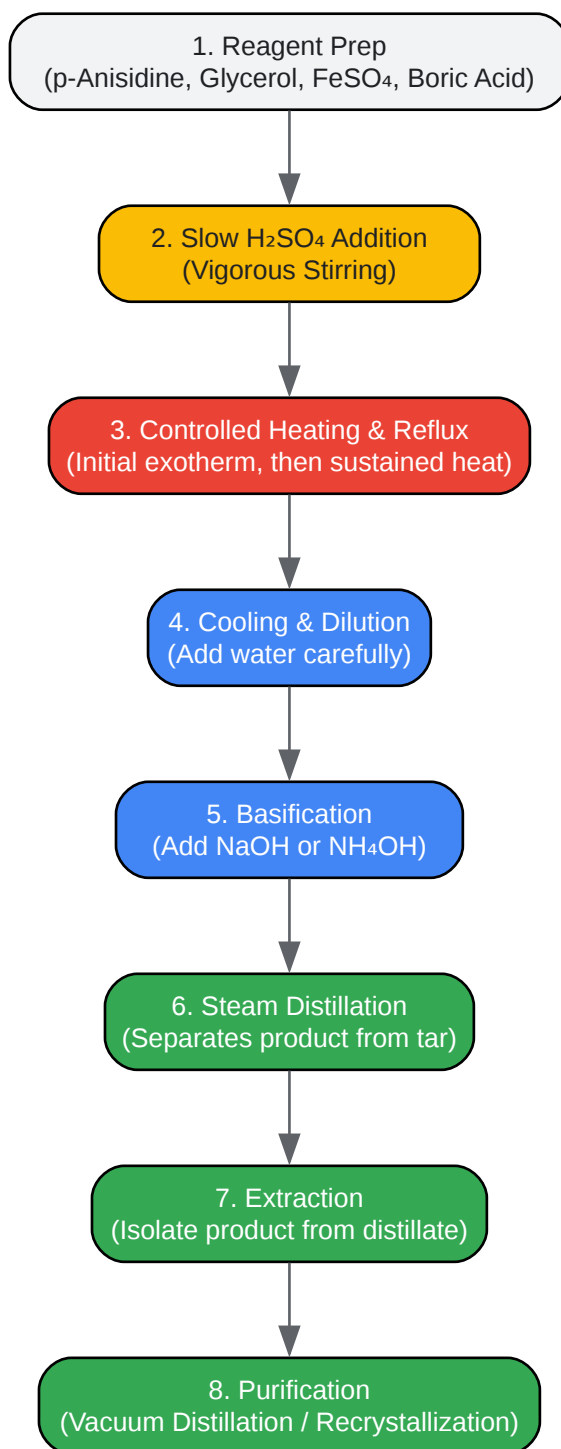 1. Reagent Prep
(p-Anisidine, Glycerol, FeSO₄, Boric Acid)
2. Slow H₂SO₄ Addition
(Vigorous Stirring)
3. Controlled Heating & Reflux
(Initial exotherm, then sustained heat)
4. Cooling & Dilution
(Add water carefully)
5. Basification
(Add NaOH or NH₄OH)
6. Steam Distillation
(Separates product from tar)
7. Extraction
(Isolate product from distillate)
8. Purification
(Vacuum Distillation / Recrystallization)